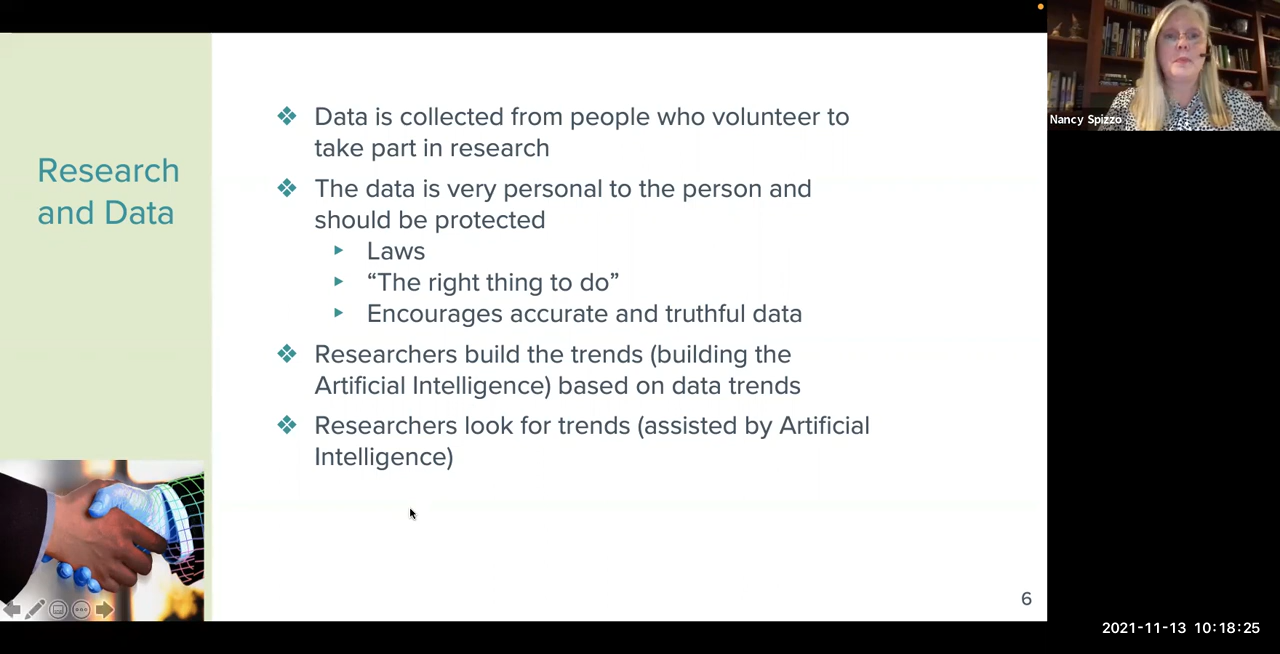 Research
and Data
Data is collected from people who volunteer to
take part in research
The data is very personal to the person and
should be protected
Laws
“The right thing to do”
Encourages accurate and truthful data
Researchers build the trends (building the
Artificial Intelligence) based on data trends
Researchers look for trends (assisted by Artificial
Intelligence)
6
Nancy Spizzo
2021-11-13 10:18:25